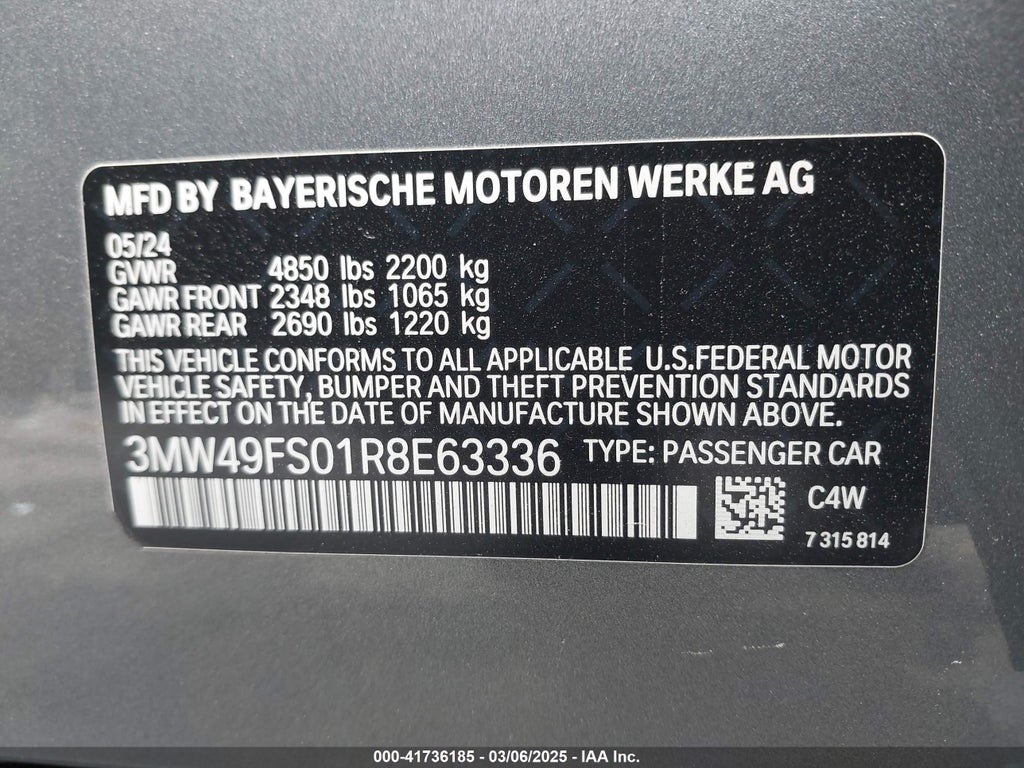 MFD BY BAYERISCHE MOTOREN WERKE AG
05/24
GVWR 4850 lbs 2200 kg
GAWR FRONT 2348 lbs 1065 kg
GAWR REAR 2690 lbs 1220 kg
THIS VEHICLE CONFORMS TO ALL APPLICABLE U.S.FEDERAL MOTOR
VEHICLE SAFETY, BUMPER AND THEFT PREVENTION STANDARDS
IN EFFECT ON THE DATE OF MANUFACTURE SHOWN ABOVE.
3MW49FS01R8E63336 TYPE: PASSENGER CAR
C4W
7 315 814
000-41736185 - 03/06/2025 - IAA Inc.